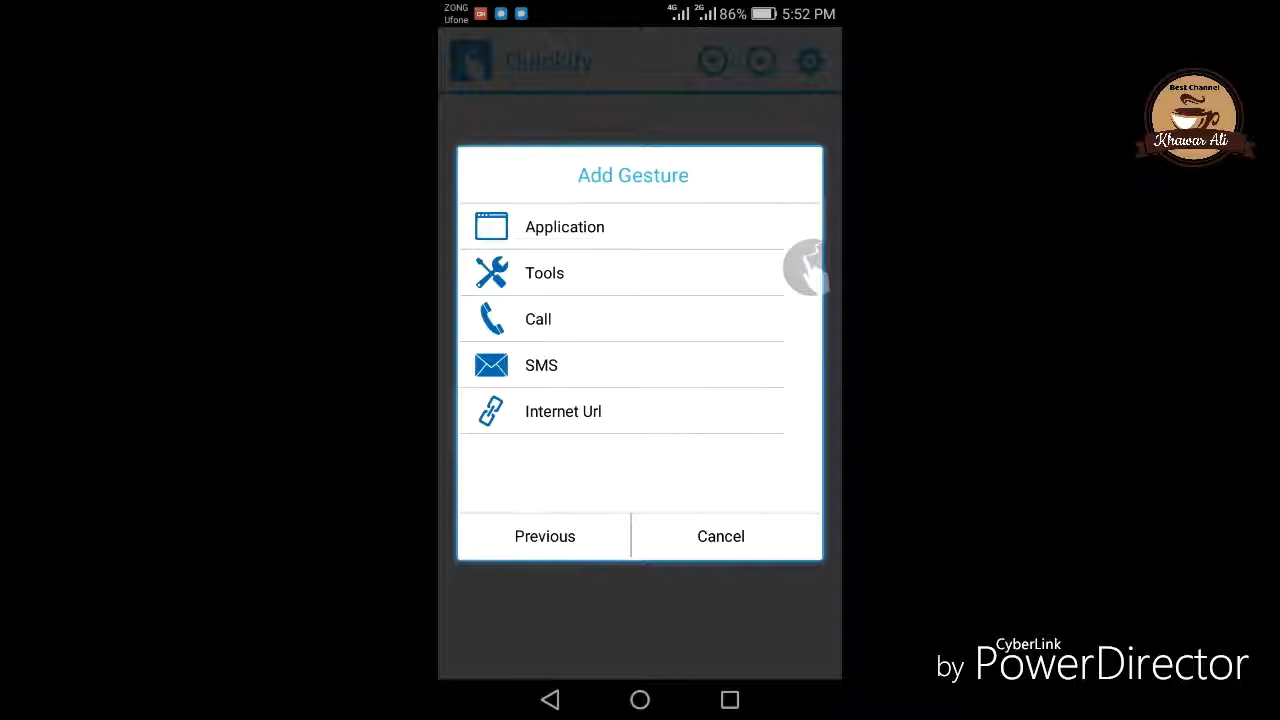 ZONG
Ufone
4G 2G 86% 5:52 PM
Quickify
Best Channel
Khawar Ali
Add Gesture
Application
Tools
Call
SMS
Internet Url
Previous Cancel
CyberLink
by PowerDirector